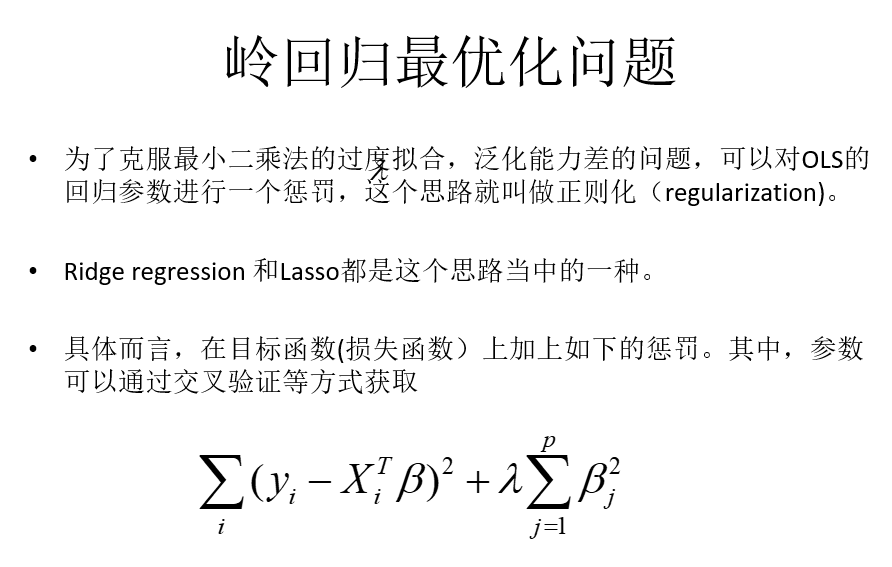 岭回归最优化问题
• 为了克服最小二乘法的过度拟合，泛化能力差的问题，可以对OLS的
回归参数进行一个惩罚，这个思路就叫做正则化（regularization)。
λ
• Ridge regression 和Lasso都是这个思路当中的一种。
• 具体而言，在目标函数(损失函数）上加上如下的惩罚。其中，参数
可以通过交叉验证等方式获取
∑_i (y_i − X_i^T β)^2 + λ ∑_{j=1}^p β_j^2